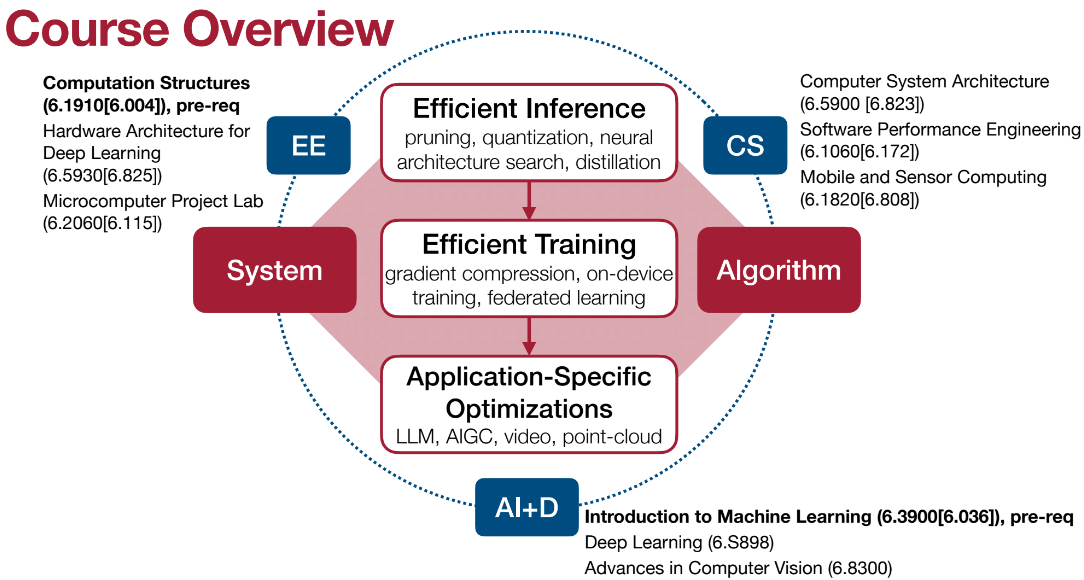 Course Overview
Computation Structures
(6.1910[6.004]), pre-req
Hardware Architecture for
Deep Learning
(6.5930[6.825])
Microcomputer Project Lab
(6.2060[6.115])
EE
Efficient Inference
pruning, quantization, neural
architecture search, distillation
CS
Computer System Architecture
(6.5900 [6.823])
Software Performance Engineering
(6.1060[6.172])
Mobile and Sensor Computing
(6.1820[6.808])
System
Efficient Training
gradient compression, on-device
training, federated learning
Algorithm
Application-Specific
Optimizations
LLM, AIGC, video, point-cloud
AI+D
Introduction to Machine Learning (6.3900[6.036]), pre-req
Deep Learning (6.S898)
Advances in Computer Vision (6.8300)